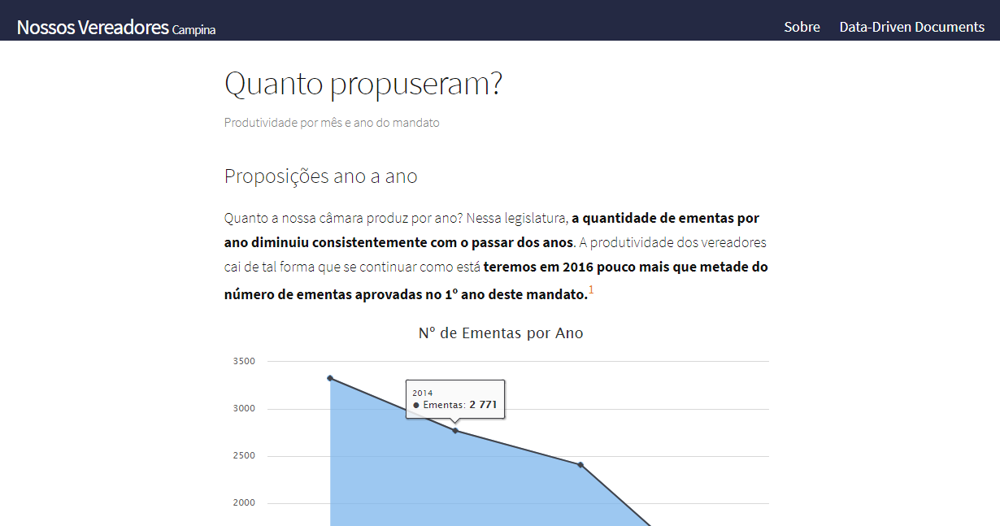 Nossos Vereadores Campina
Sobre
Data-Driven Documents
Quanto propuseram?
Produtividade por mês e ano do mandato
Proposições ano a ano
Quanto a nossa câmara produz por ano? Nessa legislatura, a quantidade de ementas por
ano diminuiu consistentemente com o passar dos anos. A produtividade dos vereadores
cai de tal forma que se continuar como está teremos em 2016 pouco mais que metade do
número de ementas aprovadas no 1º ano deste mandato.1
Nº de Ementas por Ano
3500
2014
● Ementas: 2 771
3000
2500
2000